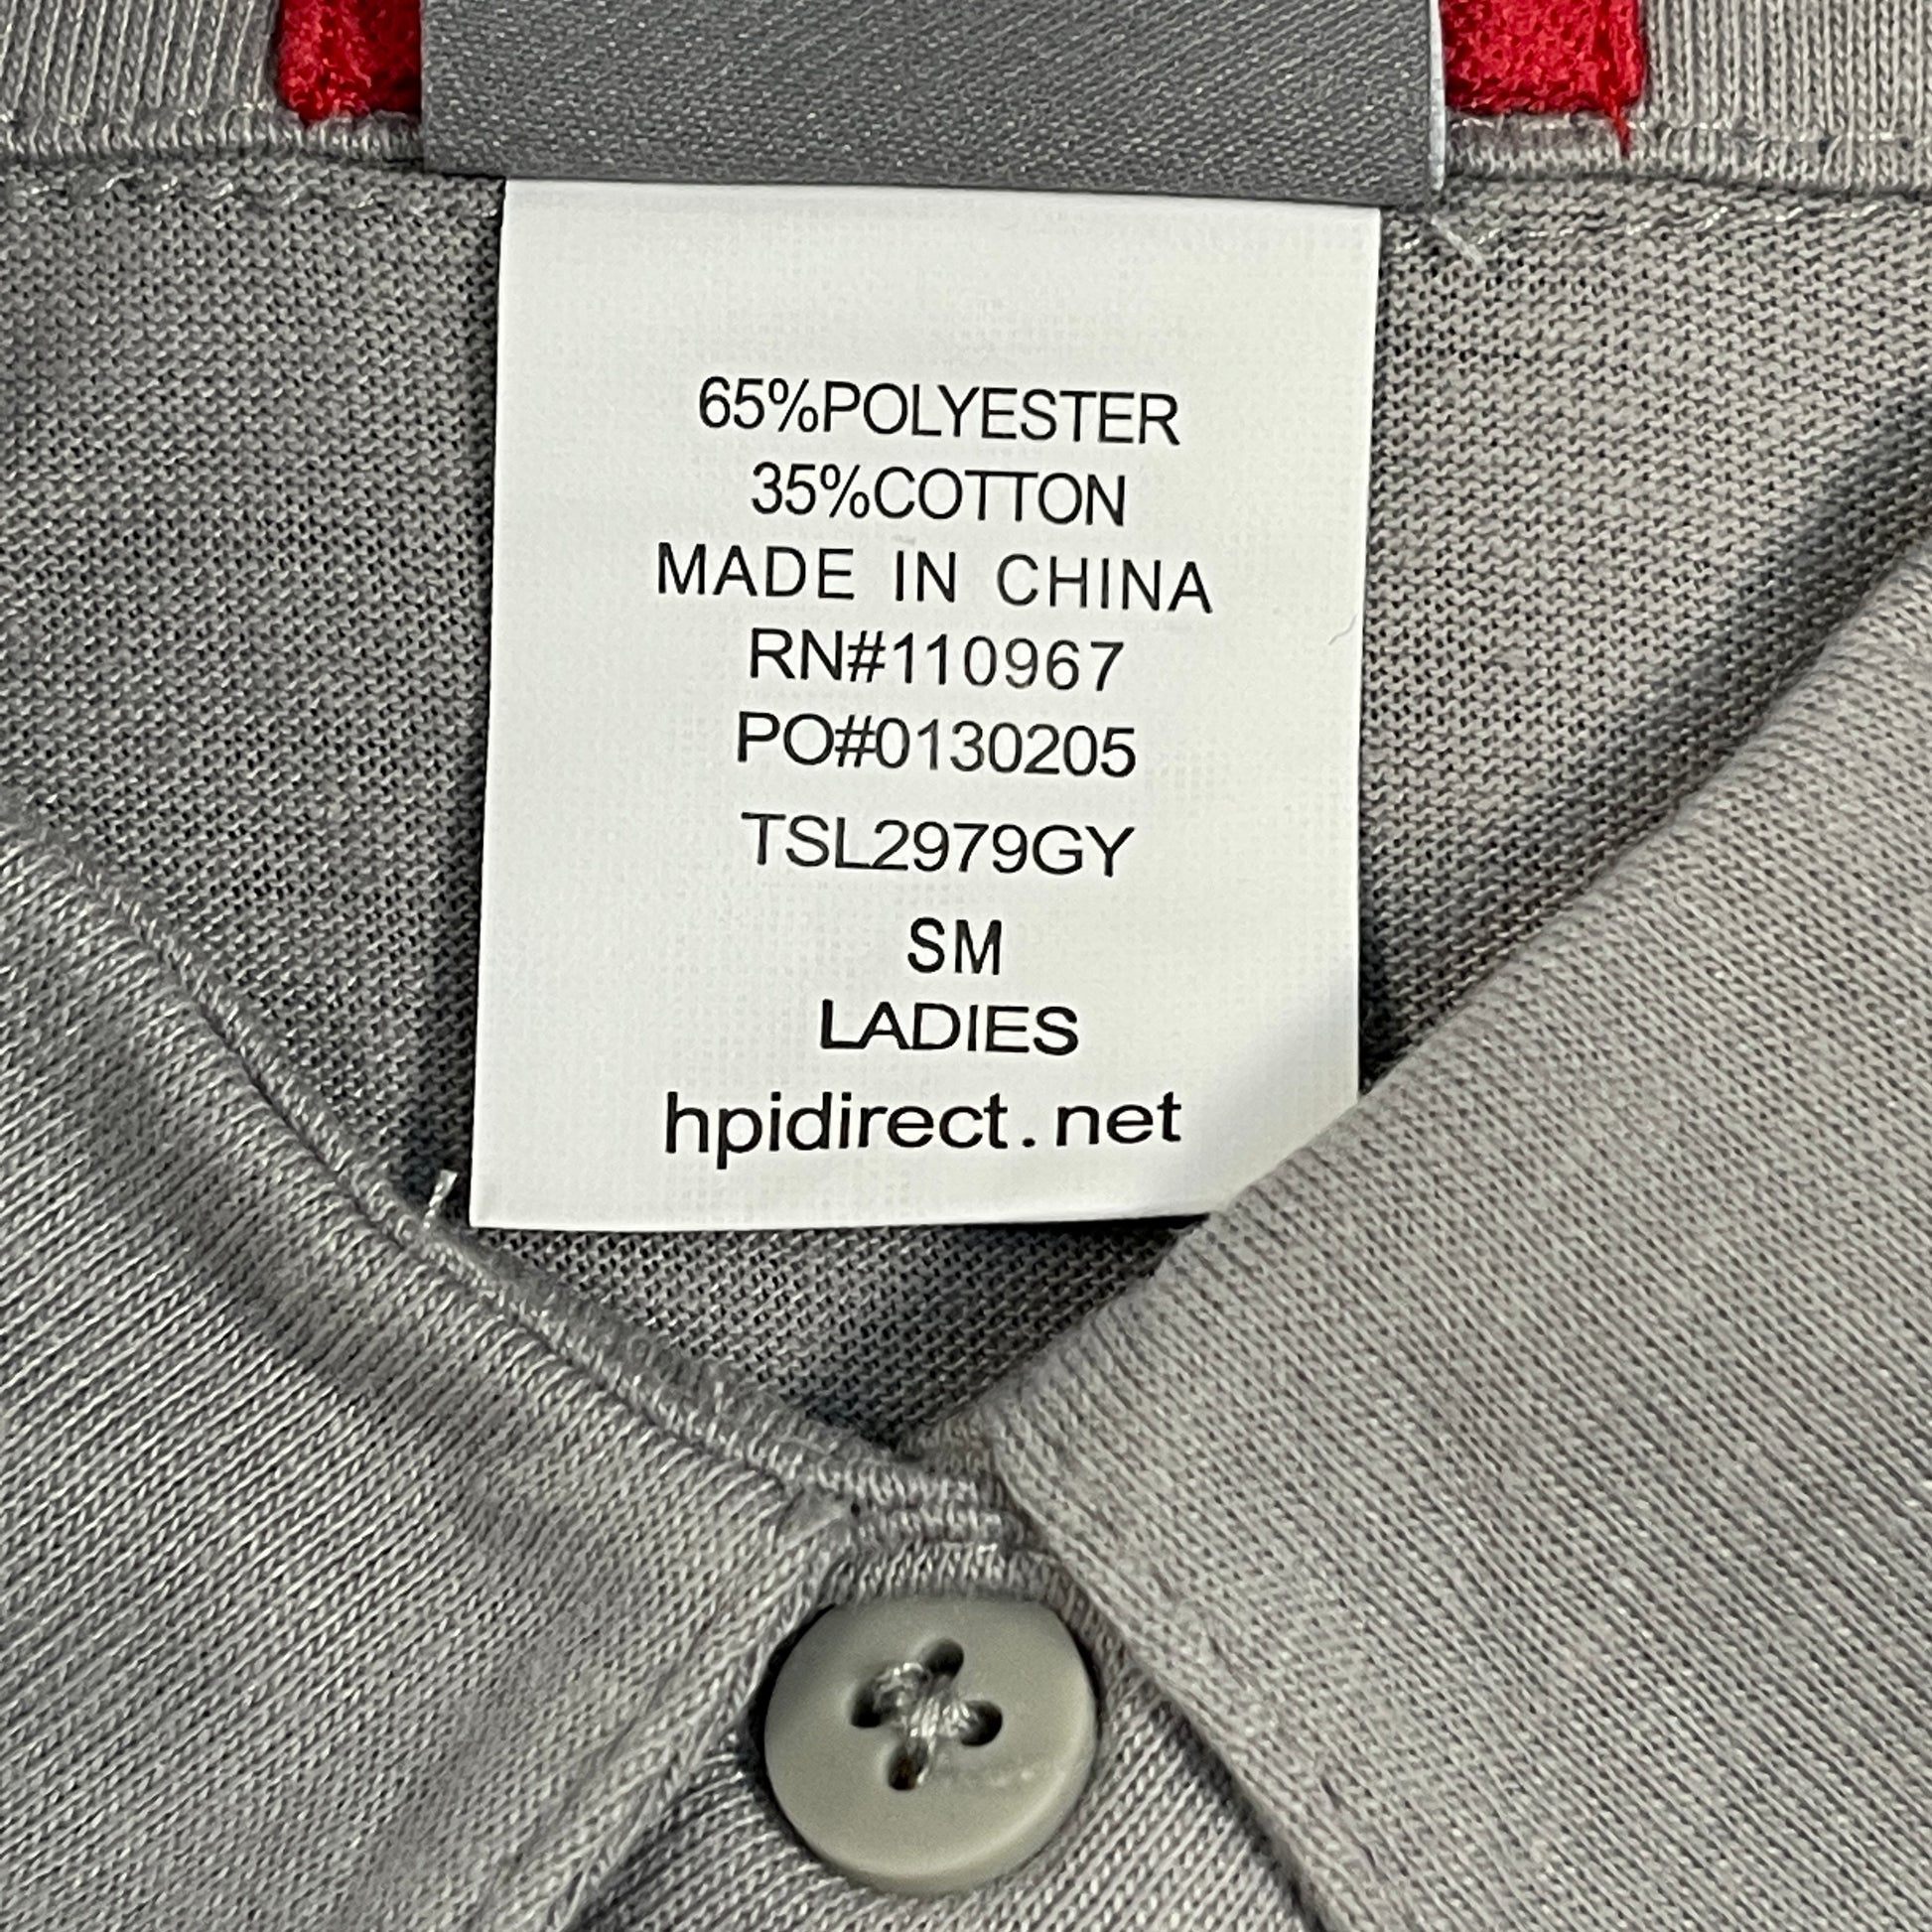 65%POLYESTER
35%COTTON
MADE IN CHINA
RN#110967
PO#0130205
TSL2979GY
SM
LADIES
hpidirect.net